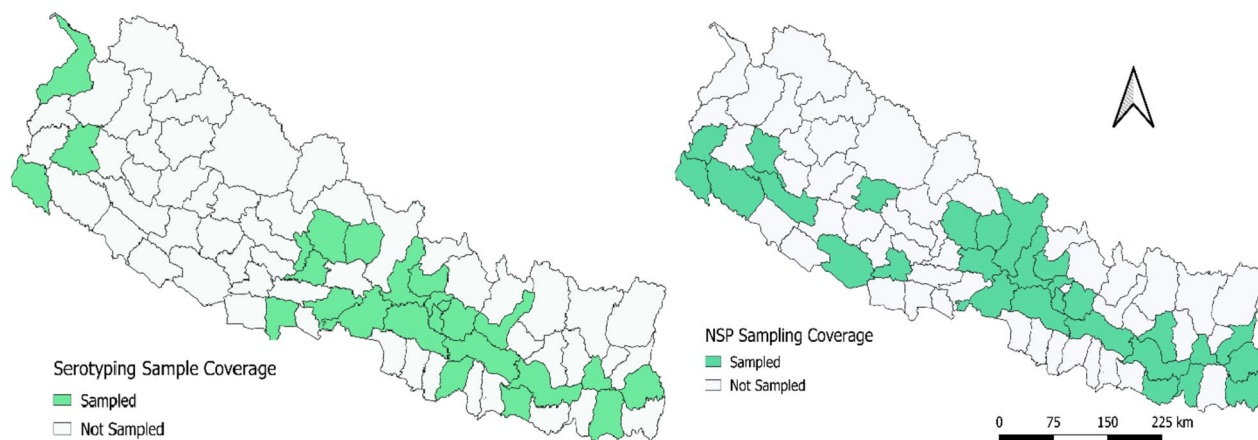 Serotyping Sample Coverage
Sampled
Not Sampled
NSP Sampling Coverage
Sampled
Not Sampled
0 75 150 225 km